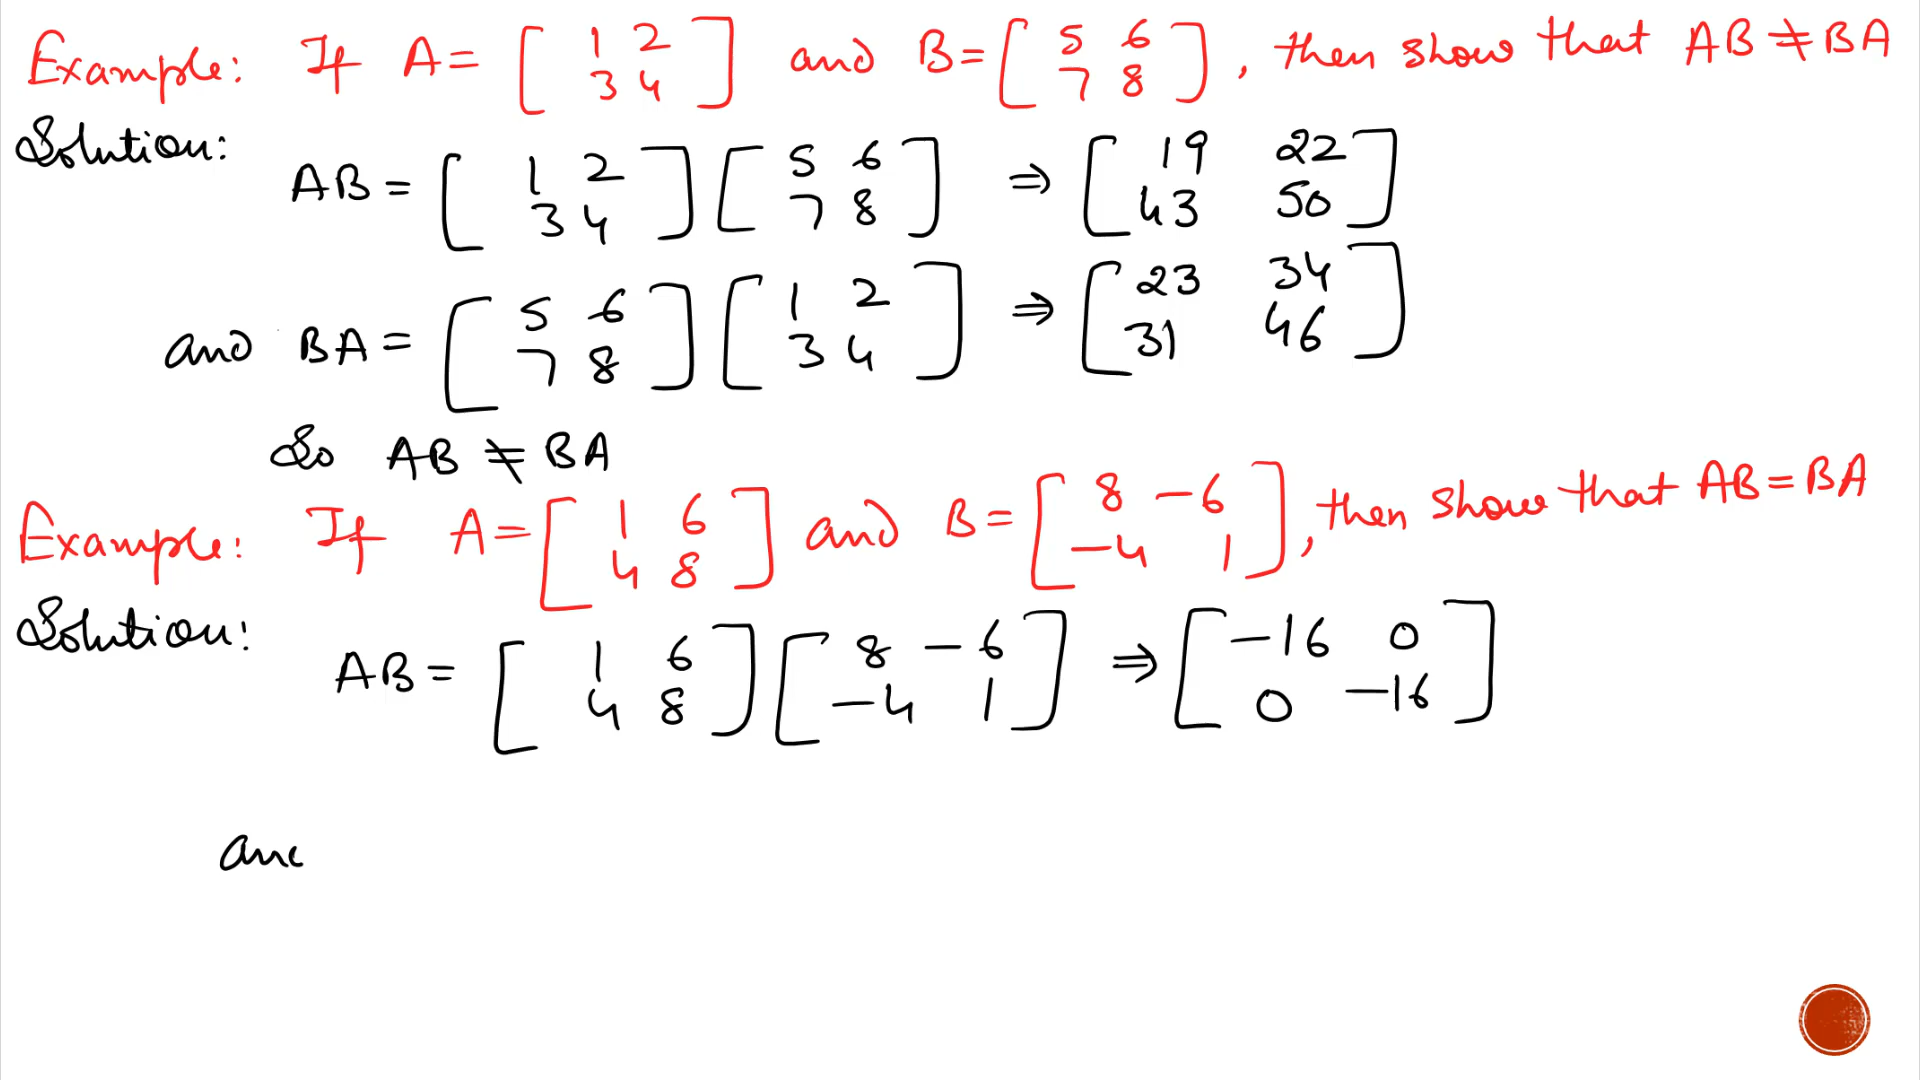 Example: If A = [ 1 2 ] and B = [ 5 6 ] , then show that AB ≠ BA
3 4 7 8
Solution:
AB = [ 1 2 ] [ 5 6 ] ⇒ [ 19 22 ]
3 4 7 8 43 50
and BA = [ 5 6 ] [ 1 2 ] ⇒ [ 23 34 ]
7 8 3 4 31 46
So AB ≠ BA
Example: If A = [ 1 6 ] and B = [ 8 -6 ] , then show that AB = BA
4 8 -4 1
Solution:
AB = [ 1 6 ] [ 8 -6 ] ⇒ [ -16 0 ]
4 8 -4 1 0 -16
anc